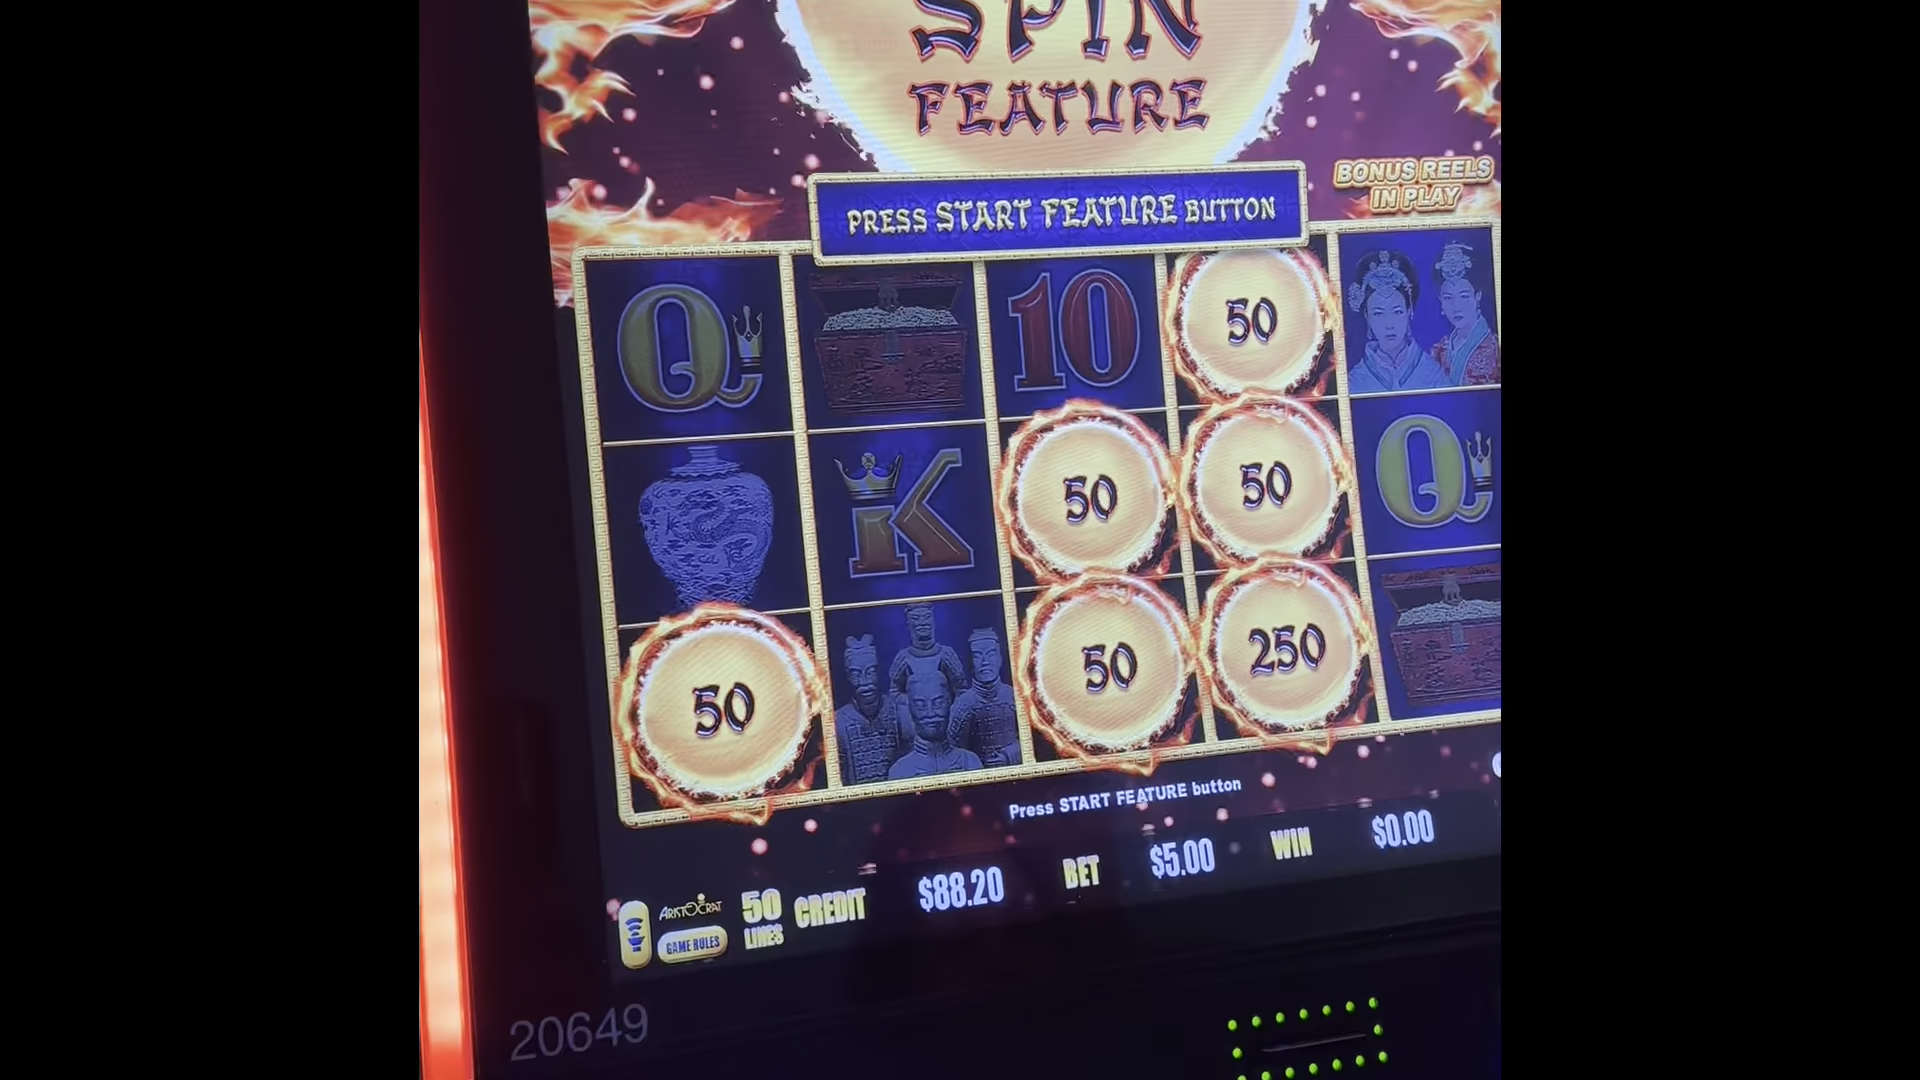 SPIN
FEATURE
BONUS REELS
IN PLAY
PRESS START FEATURE BUTTON
Q
10
50
K
50
50
Q
50
50
250
Press START FEATURE button
ARISTOCRAT
GAME RULES
50
LINES
CREDIT
$88.20
BET
$5.00
WIN
$0.00
20649